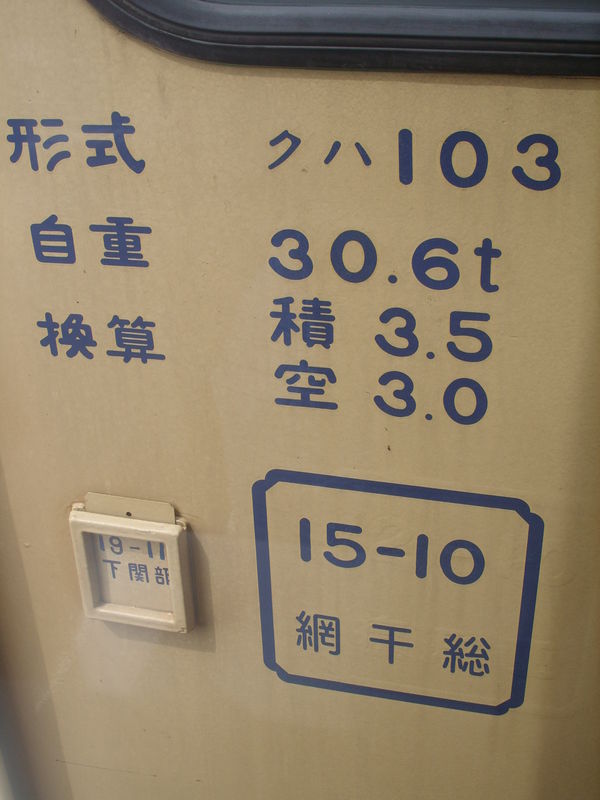 形式 クハ103
自重 30.6t
換算 積 3.5
空 3.0
19-11
下関部
15-10
網干総